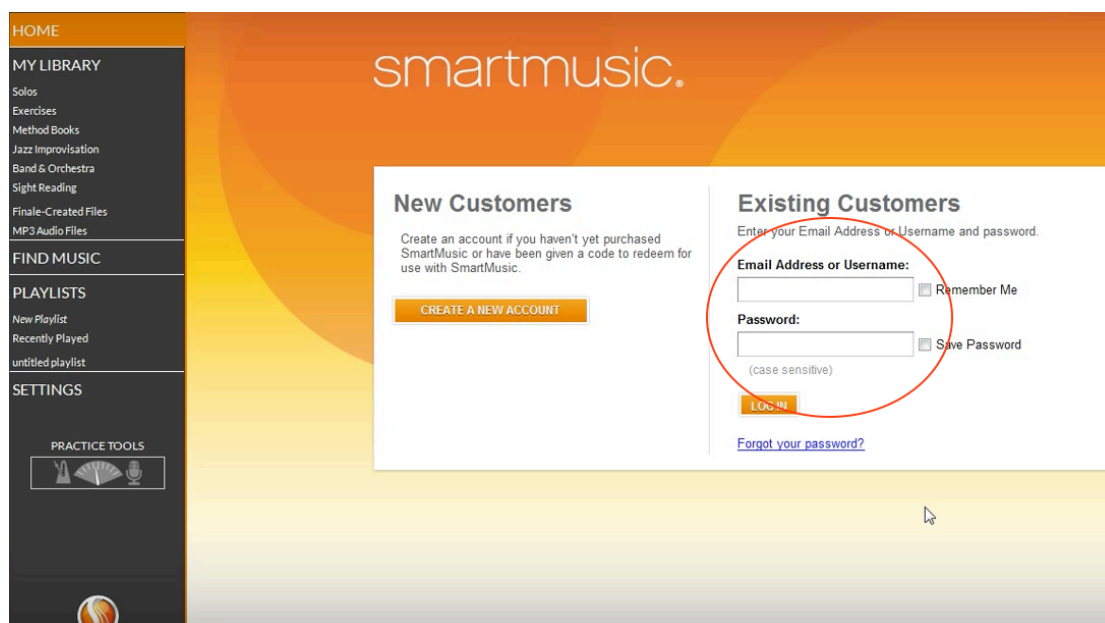 HOME
MY LIBRARY
Solos
Exercises
Method Books
Jazz Improvisation
Band & Orchestra
Sight Reading
Finale-Created Files
MP3 Audio Files
FIND MUSIC
PLAYLISTS
New Playlist
Recently Played
untitled playlist
SETTINGS
PRACTICE TOOLS
smartmusic®
New Customers
Create an account if you haven't yet purchased
SmartMusic or have been given a code to redeem for
use with SmartMusic.
CREATE A NEW ACCOUNT
Existing Customers
Enter your Email Address or Username and password.
Email Address or Username:
Remember Me
Password:
Save Password
(case sensitive)
LOG IN
Forgot your password?